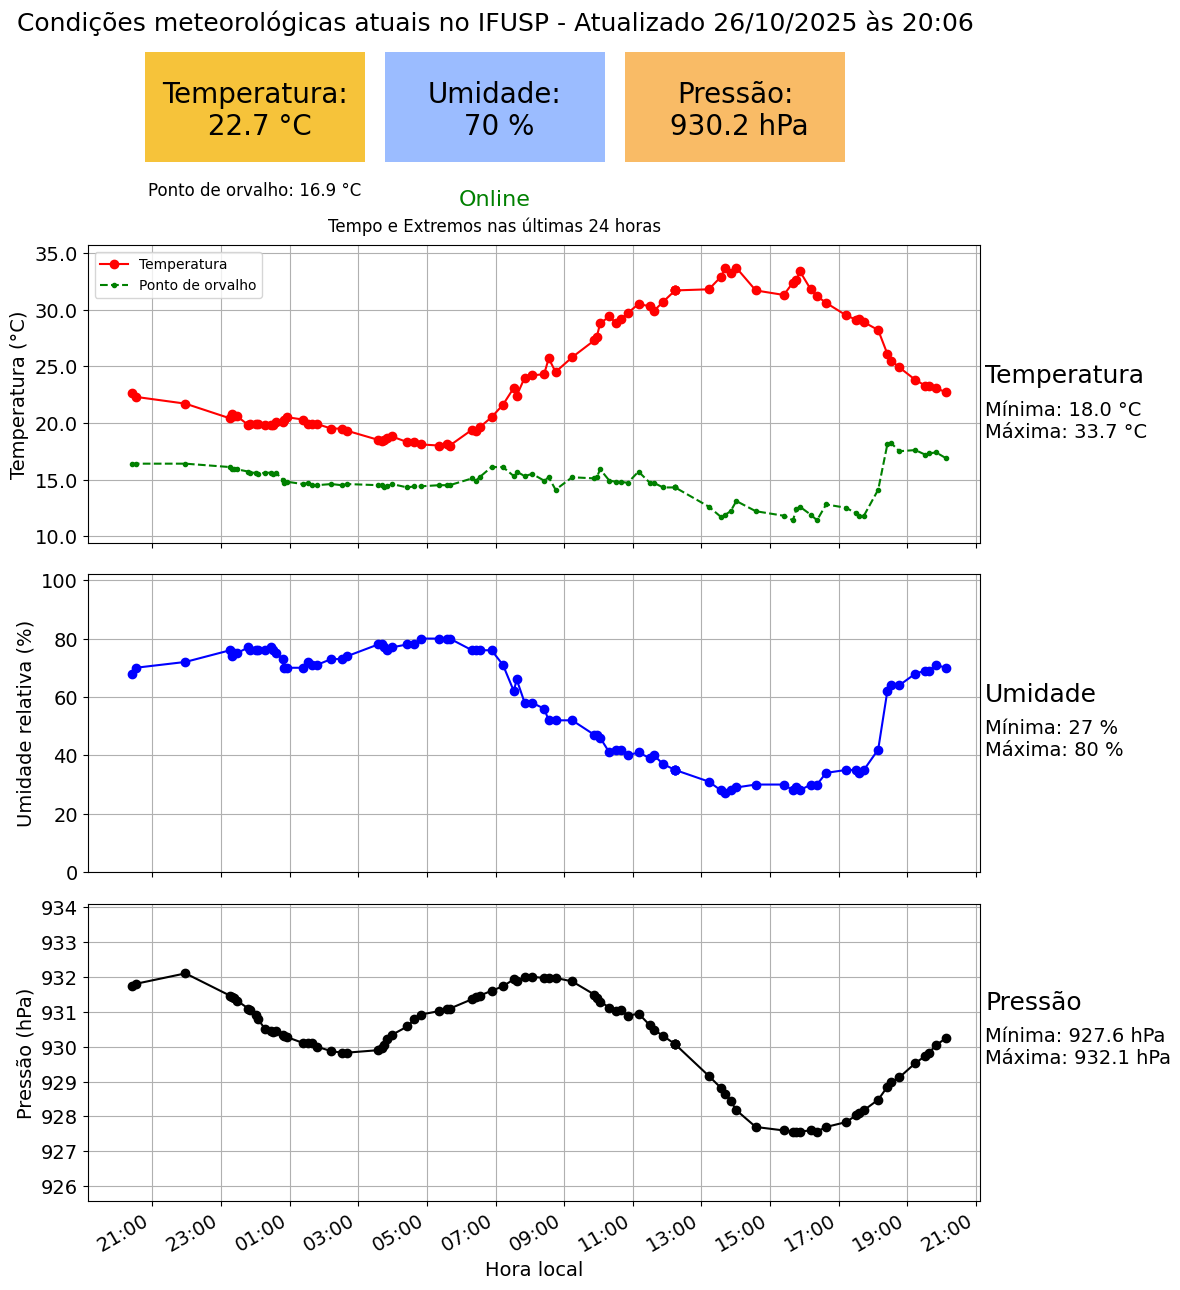 Condições meteorológicas atuais no IFUSP - Atualizado 26/10/2025 às 20:06
Temperatura:
22.7 °C
Umidade:
70 %
Pressão:
930.2 hPa
Ponto de orvalho: 16.9 °C
Online
Tempo e Extremos nas últimas 24 horas
Temperatura (°C)
35.0
30.0
25.0
20.0
15.0
10.0
Temperatura
Ponto de orvalho
Temperatura
Mínima: 18.0 °C
Máxima: 33.7 °C
Umidade relativa (%)
100
80
60
40
20
0
Umidade
Mínima: 27 %
Máxima: 80 %
Pressão (hPa)
934
933
932
931
930
929
928
927
926
Pressão
Mínima: 927.6 hPa
Máxima: 932.1 hPa
21:00 23:00 01:00 03:00 05:00 07:00 09:00 11:00 13:00 15:00 17:00 19:00 21:00
Hora local